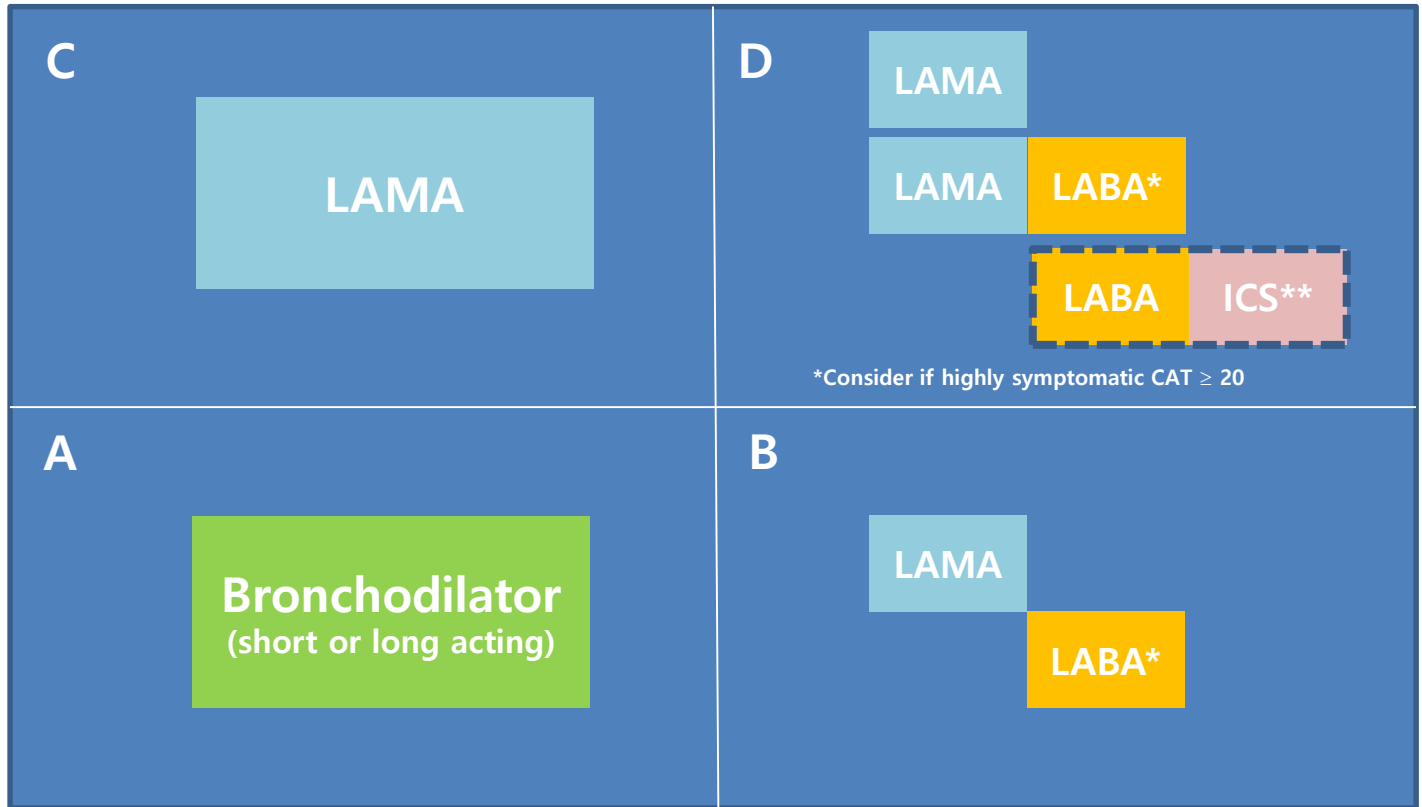 C
LAMA
D
LAMA
LAMA LABA*
LABA ICS**
*Consider if highly symptomatic CAT ≥ 20
A
Bronchodilator
(short or long acting)
B
LAMA
LABA*